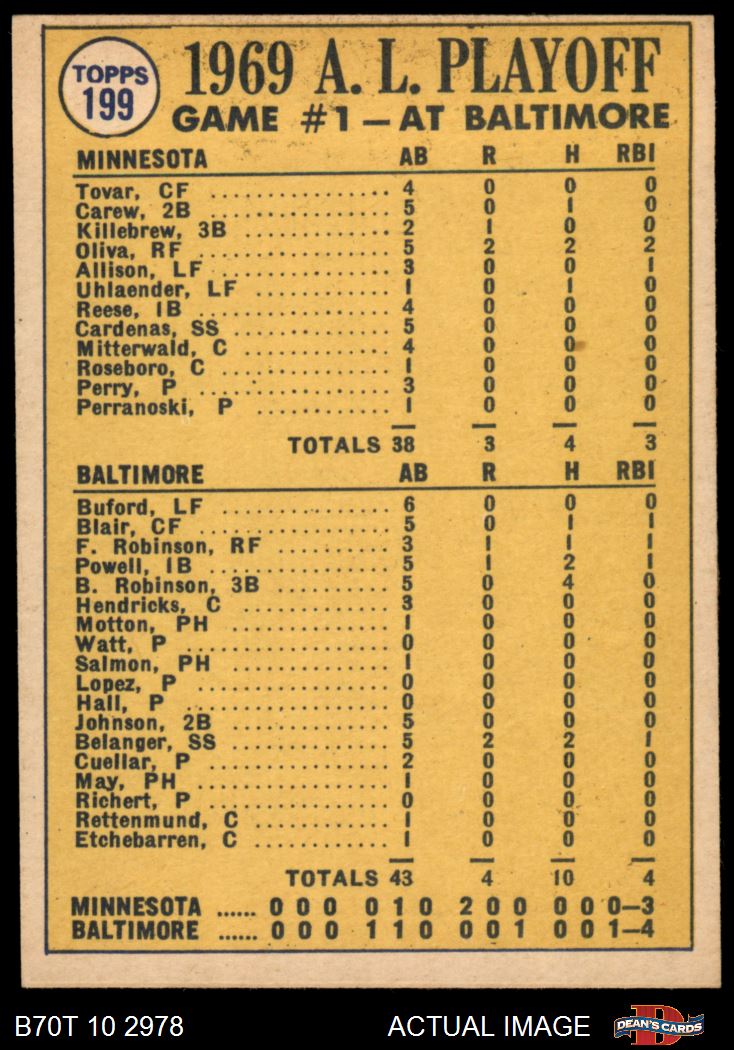 TOPPS
199
1969 A. L. PLAYOFF
GAME #1 — AT BALTIMORE
MINNESOTA AB R H RBI
Tovar, CF .................. 4 0 0 0
Carew, 2B .................. 5 0 1 0
Killebrew, 3B .............. 2 1 0 0
Oliva, RF .................. 5 2 2 2
Allison, LF ................ 3 0 0 1
Uhlaender, LF .............. 1 0 1 0
Reese, 1B .................. 4 0 0 0
Cardenas, SS ............... 5 0 0 0
Mitterwald, C .............. 4 0 0 0
Roseboro, C ................ 1 0 0 0
Perry, P ................... 3 0 0 0
Perranoski, P .............. 1 0 0 0
TOTALS 38 3 4 3
BALTIMORE AB R H RBI
Buford, LF ................. 6 0 0 0
Blair, CF .................. 5 0 1 1
F. Robinson, RF ............ 3 1 1 1
Powell, 1B ................. 5 1 2 1
B. Robinson, 3B ............ 5 0 4 0
Hendricks, C ............... 3 0 0 0
Motton, PH ................. 1 0 0 0
Watt, P .................... 0 0 0 0
Salmon, PH ................. 1 0 0 0
Lopez, P ................... 0 0 0 0
Hall, P .................... 0 0 0 0
Johnson, 2B ................ 5 0 0 0
Belanger, SS ............... 5 2 2 1
Cuellar, P ................. 2 0 0 0
May, PH .................... 1 0 0 0
Richert, P ................. 0 0 0 0
Rettenmund, C .............. 1 0 0 0
Etchebarren, C ............. 1 0 0 0
TOTALS 43 4 10 4
MINNESOTA ...... 0 0 0 0 1 0 2 0 0 0 0 0—3
BALTIMORE ...... 0 0 0 1 1 0 0 0 1 0 0 1—4
B70T 10 2978 ACTUAL IMAGE D DEAN'S CARDS